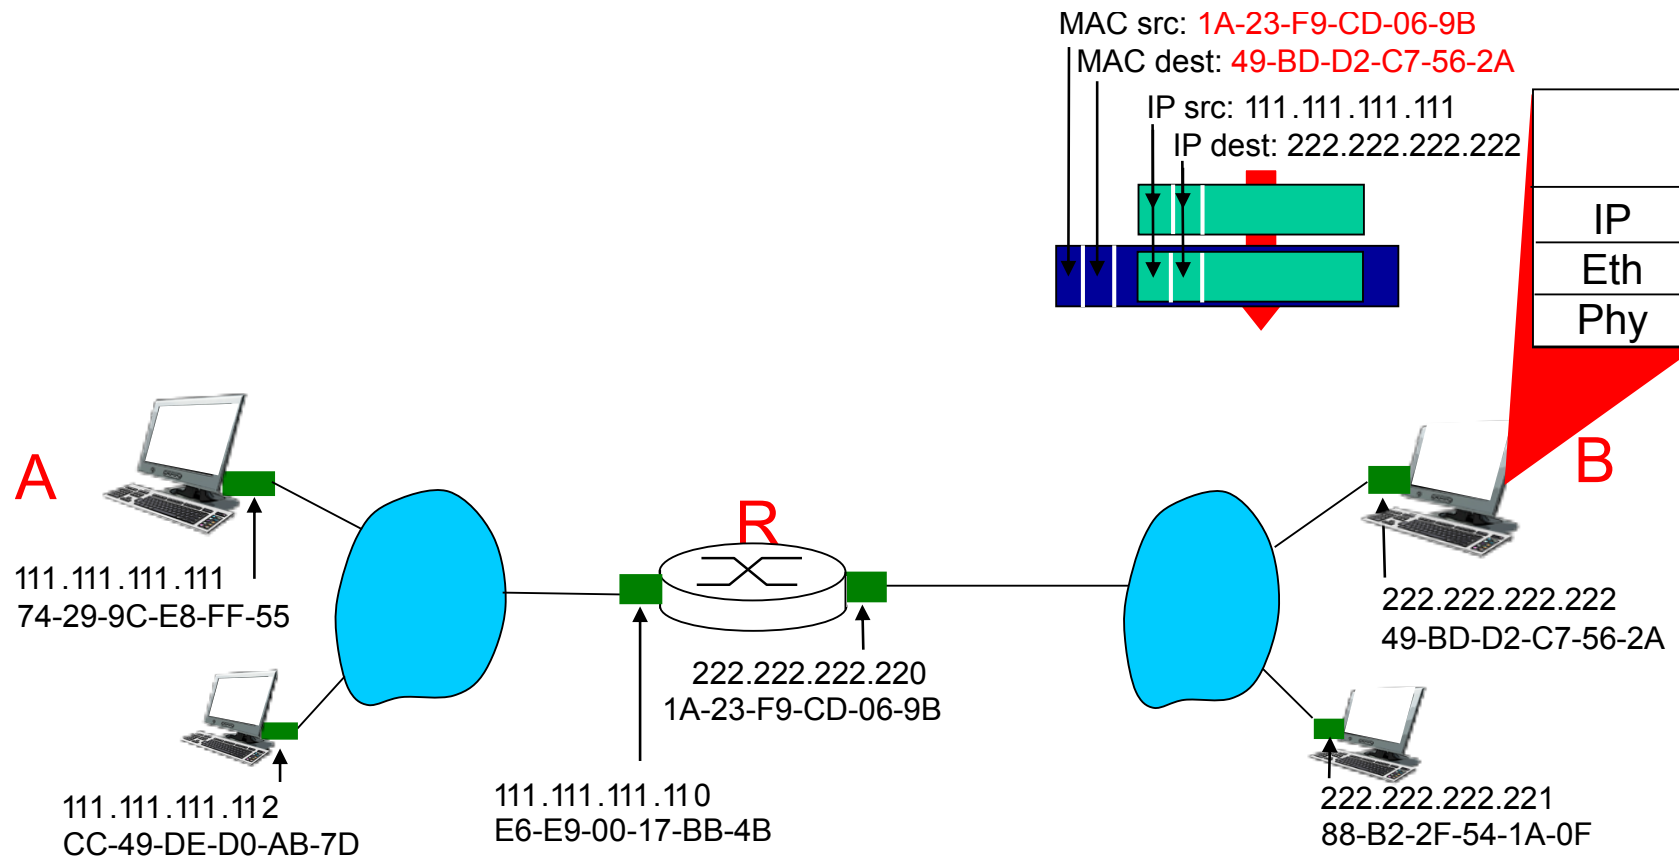 MAC src: 1A-23-F9-CD-06-9B
MAC dest: 49-BD-D2-C7-56-2A
IP src: 111.111.111.111
IP dest: 222.222.222.222
IP
Eth
Phy
A
B
R
111.111.111.111
74-29-9C-E8-FF-55
222.222.222.222
49-BD-D2-C7-56-2A
222.222.222.220
1A-23-F9-CD-06-9B
111.111.111.112
CC-49-DE-D0-AB-7D
111.111.111.110
E6-E9-00-17-BB-4B
222.222.222.221
88-B2-2F-54-1A-0F